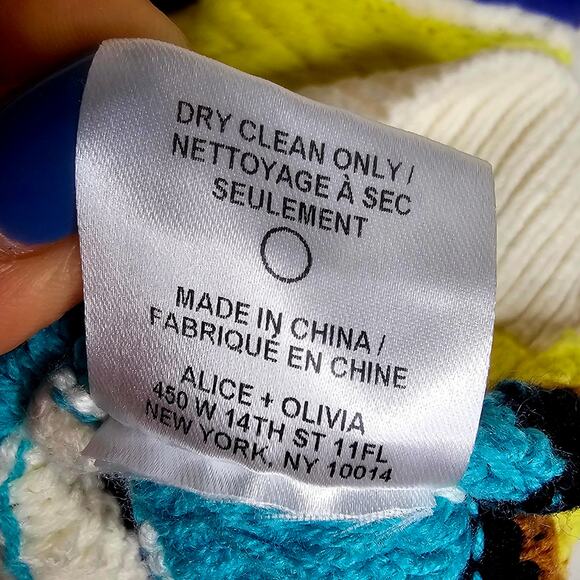 DRY CLEAN ONLY /
NETTOYAGE À SEC
SEULEMENT
MADE IN CHINA /
FABRIQUÉ EN CHINE
ALICE + OLIVIA
450 W 14TH ST 11FL
NEW YORK, NY 10014